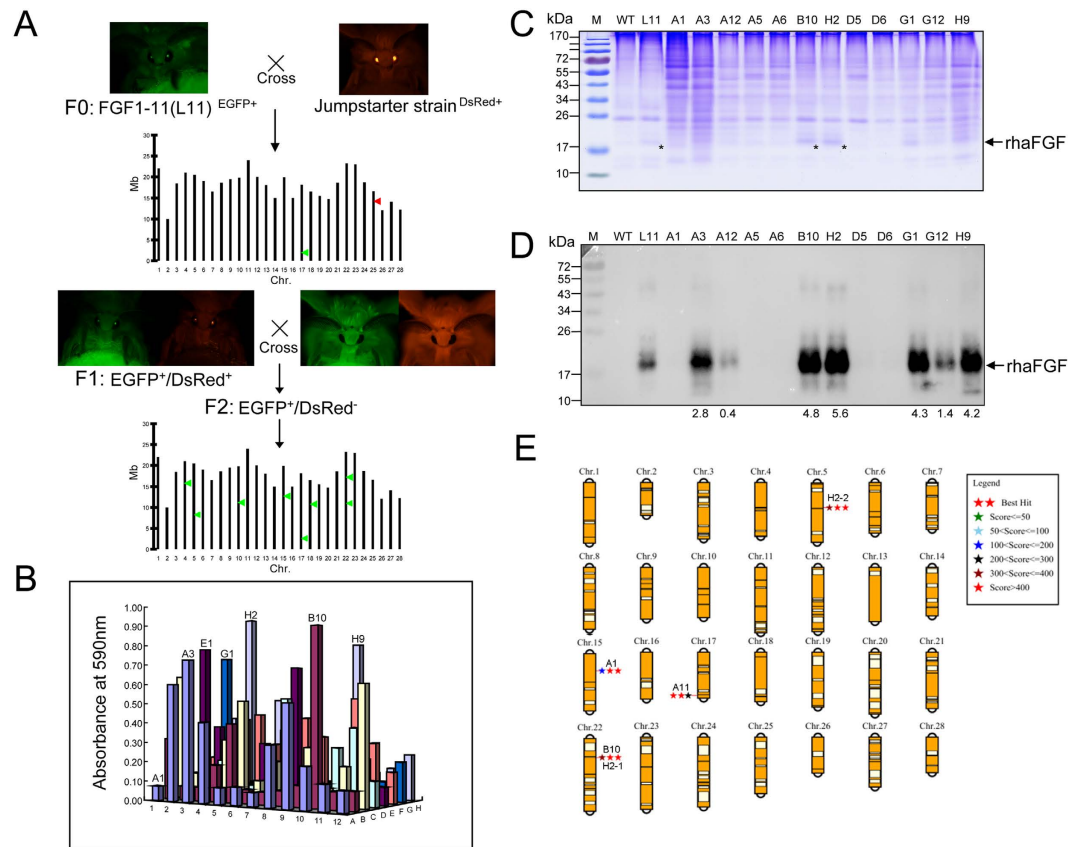 A
Cross
F0: FGF1-11(L11) EGFP+
Jumpstarter strain DsRed+
Mb
30
25
20
15
10
5
0
1 2 3 4 5 6 7 8 9 10 11 12 13 14 15 16 17 18 19 20 21 22 23 24 25 26 27 28
Chr.
Cross
F1: EGFP+/DsRed+
F2: EGFP+/DsRed-
Mb
30
25
20
15
10
5
0
1 2 3 4 5 6 7 8 9 10 11 12 13 14 15 16 17 18 19 20 21 22 23 24 25 26 27 28
Chr.
B
Absorbance at 590nm
1.00
0.90
0.80
0.70
0.60
0.50
0.40
0.30
0.20
0.10
0.00
A1
A3
E1
G1
H2
B10
H9
1 2 3 4 5 6 7 8 9 10 11 12
A B C D E F G H
C
kDa M WT L11 A1 A3 A12 A5 A6 B10 H2 D5 D6 G1 G12 H9
170
72
55
43
34
26
17
10
* * *
rhaFGF
D
kDa M WT L11 A1 A3 A12 A5 A6 B10 H2 D5 D6 G1 G12 H9
72
55
43
34
26
17
10
rhaFGF
2.8 0.4 4.8 5.6 4.3 1.4 4.2
E
Chr.1 Chr.2 Chr.3 Chr.4 Chr.5 Chr.6 Chr.7
H2-2
Chr.8 Chr.9 Chr.10 Chr.11 Chr.12 Chr.13 Chr.14
Chr.15 Chr.16 Chr.17 Chr.18 Chr.19 Chr.20 Chr.21
A1
A11
Chr.22 Chr.23 Chr.24 Chr.25 Chr.26 Chr.27 Chr.28
B10
H2-1
Legend
Best Hit
Score<=50
50<Score<=100
100<Score<=200
200<Score<=300
300<Score<=400
Score>400